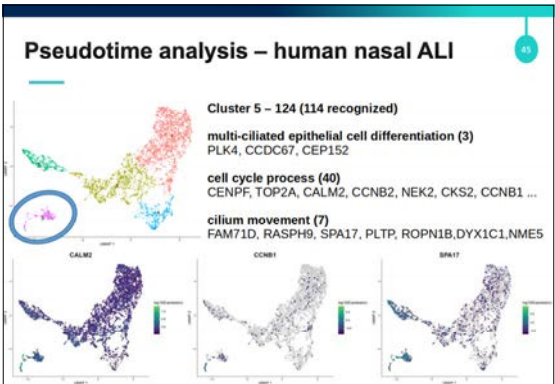 Pseudotime analysis – human nasal ALI
45
Cluster 5 – 124 (114 recognized)
multi-ciliated epithelial cell differentiation (3)
PLK4, CCDC67, CEP152
cell cycle process (40)
CENPF, TOP2A, CALM2, CCNB2, NEK2, CKS2, CCNB1 ...
cilium movement (7)
FAM71D, RASPH9, SPA17, PLTP, ROPN1B,DYX1C1,NME5
CALM2
CCNB1
SPA17